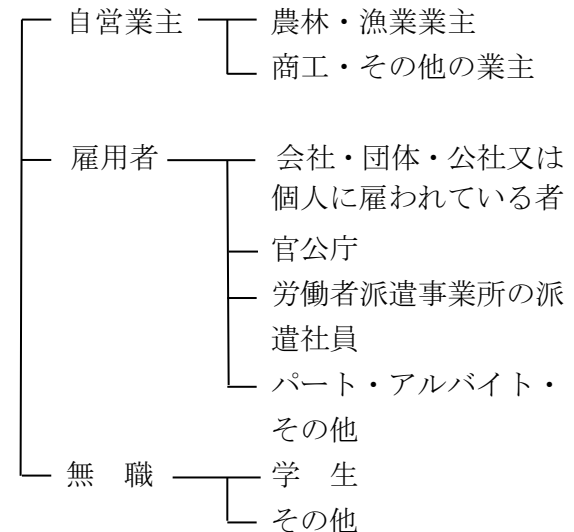 自営業主 農林・漁業業主
商工・その他の業主
雇用者 会社・団体・公社又は
個人に雇われている者
官公庁
労働者派遣事業所の派
遣社員
パート・アルバイト・
その他
無　職 学　生
その他